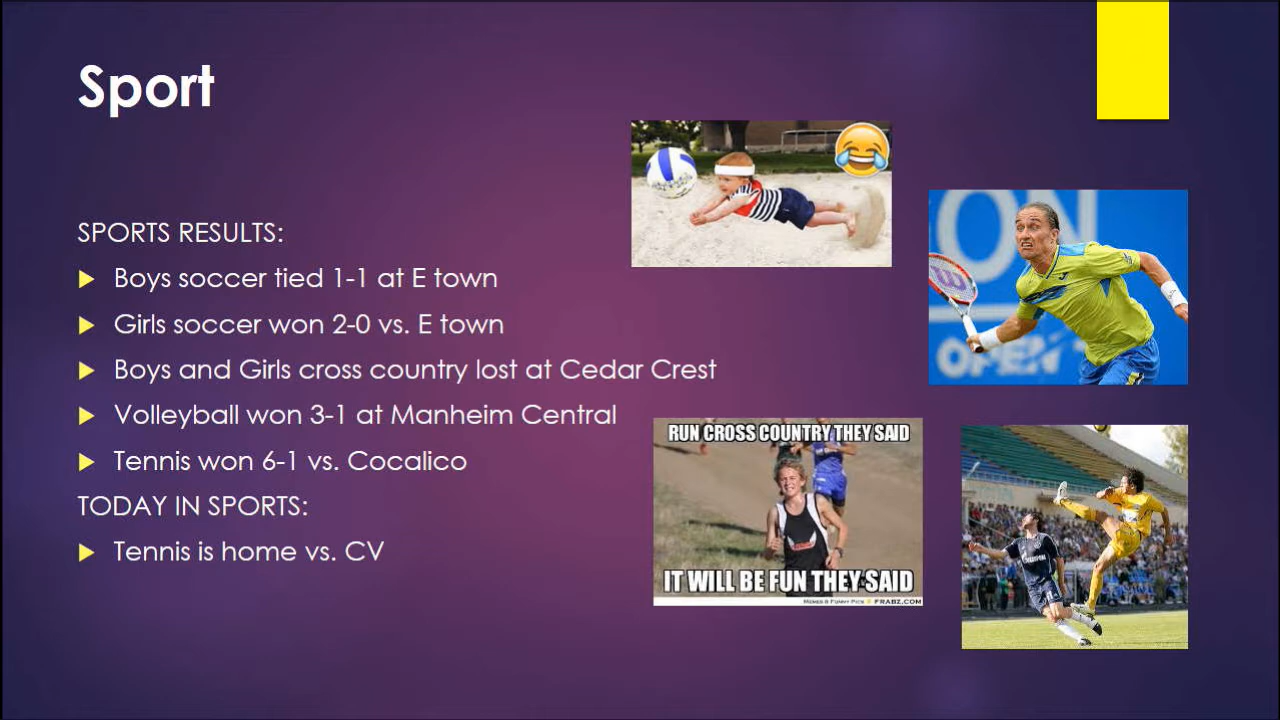 Sport
SPORTS RESULTS:
Boys soccer tied 1-1 at E town
Girls soccer won 2-0 vs. E town
Boys and Girls cross country lost at Cedar Crest
Volleyball won 3-1 at Manheim Central
Tennis won 6-1 vs. Cocalico
TODAY IN SPORTS:
Tennis is home vs. CV
ON
OPEN
RUN CROSS COUNTRY THEY SAID
IT WILL BE FUN THEY SAID
FRABZ.COM